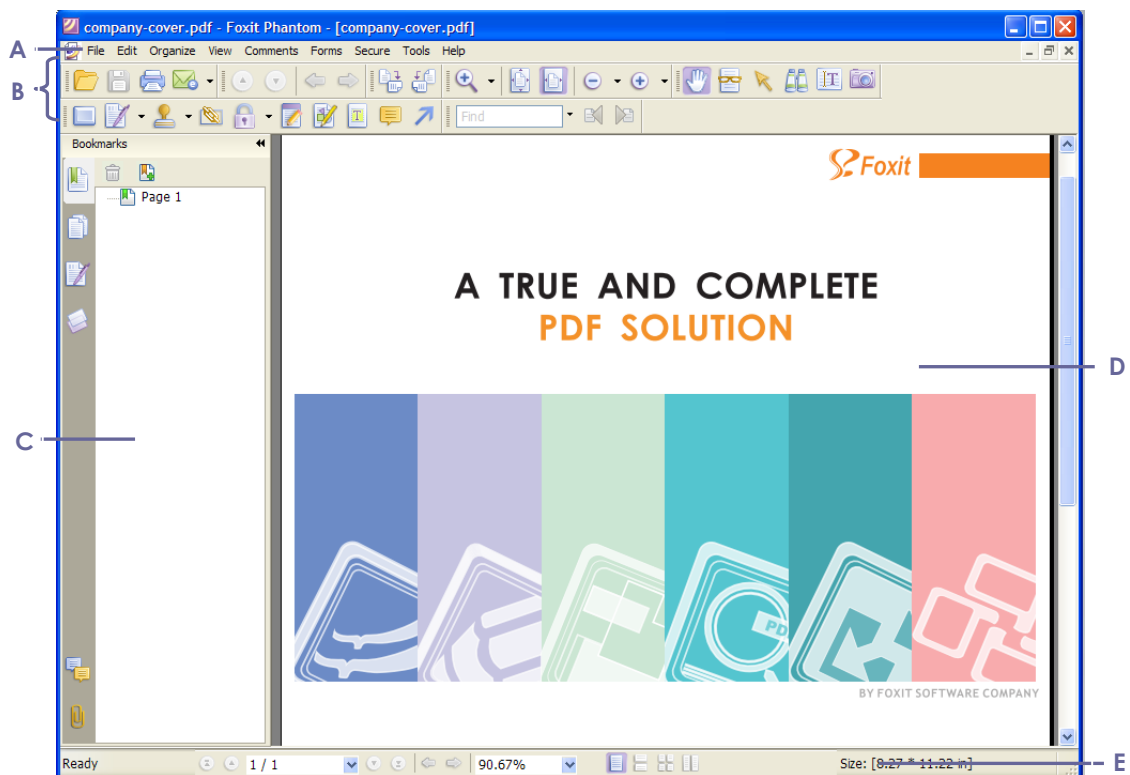 company-cover.pdf - Foxit Phantom - [company-cover.pdf]
A
File Edit Organize View Comments Forms Secure Tools Help
B
Find
Bookmarks
Page 1
Foxit
A TRUE AND COMPLETE
PDF SOLUTION
D
C
PD
BY FOXIT SOFTWARE COMPANY
Ready 1 / 1 90.67% Size: [8.27 * 11.22 in]
E